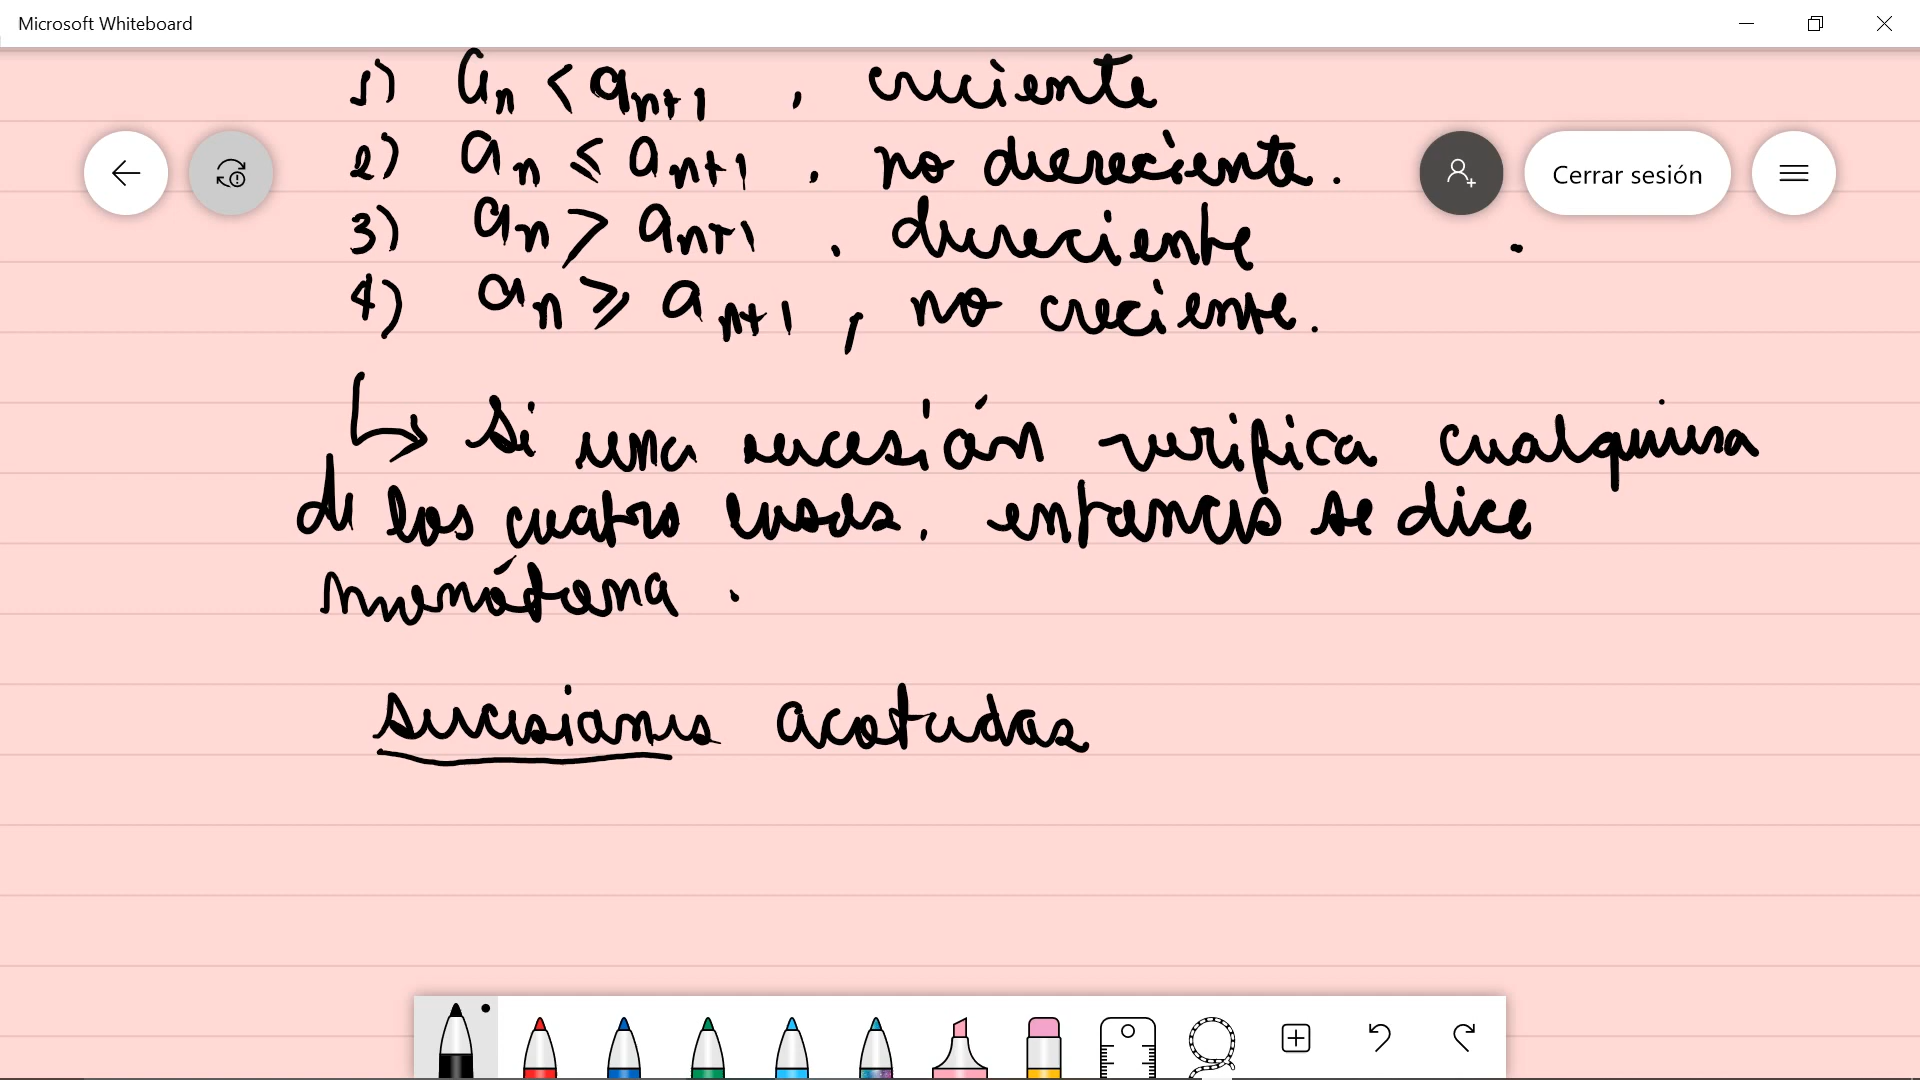 Microsoft Whiteboard
1) an < an+1 , creciente
2) an ≤ an+1 , no decreciente.
Cerrar sesión
3) an > an+1 , decreciente
4) an ≥ an+1 , no creciente.
↳ Si una sucesión verifica cualquiera
de los cuatro casos, entonces se dice
monótona .
sucesiones acotadas